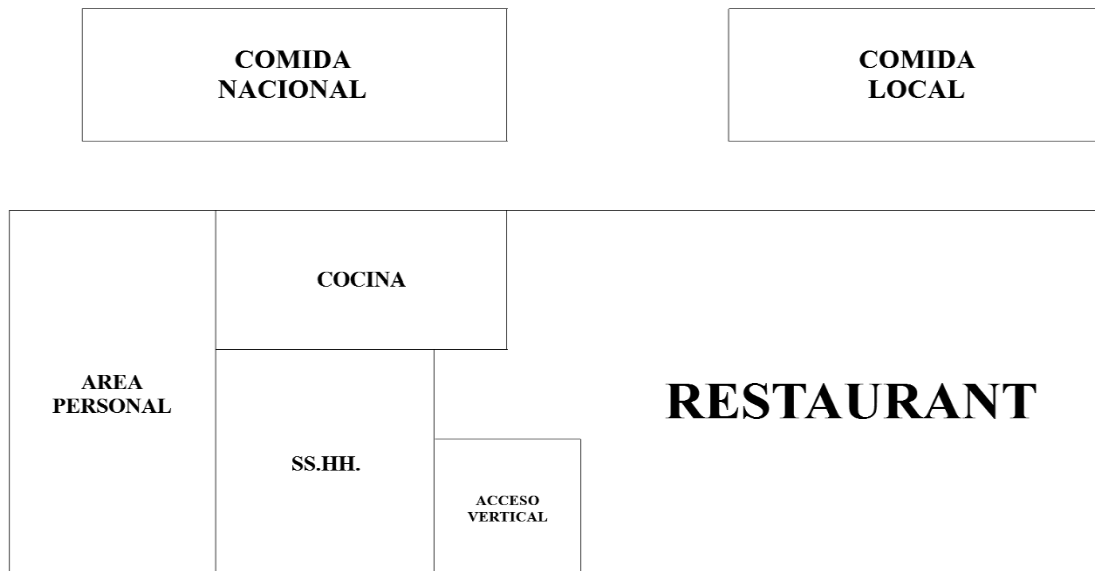 COMIDA
NACIONAL
COMIDA
LOCAL
COCINA
AREA
PERSONAL
RESTAURANT
SS.HH.
ACCESO
VERTICAL